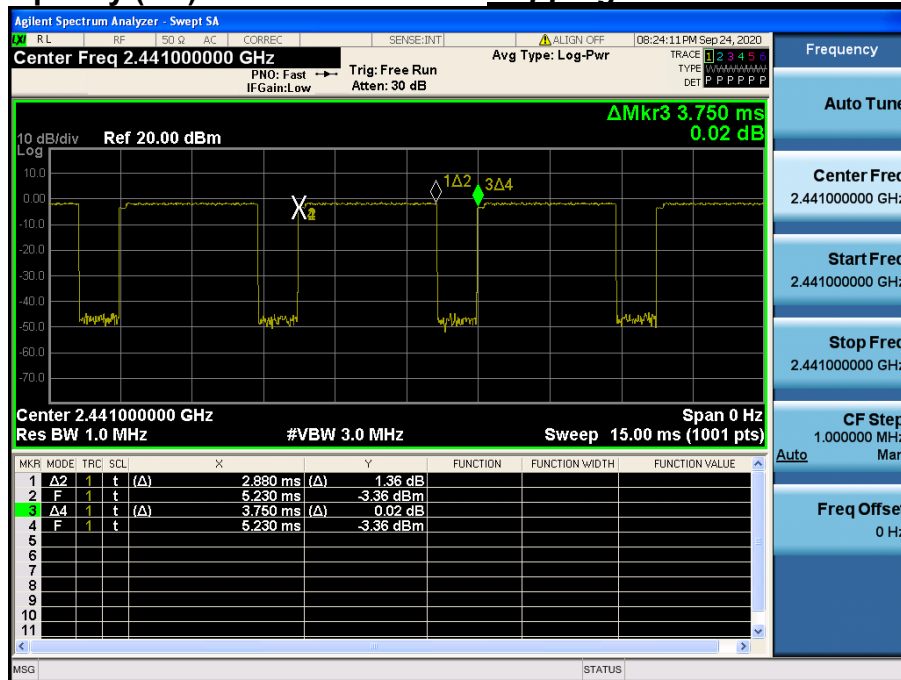 Agilent Spectrum Analyzer - Swept SA
LXI RL RF 50 Ω AC CORREC SENSE:INT ALIGN OFF 08:24:11 PM Sep 24, 2020
Center Freq 2.441000000 GHz
PNO: Fast
IFGain:Low
Trig: Free Run
Atten: 30 dB
Avg Type: Log-Pwr
TRACE 1 2 3 4 5 6
TYPE
DET P P P P P P
Frequency
Auto Tune
Center Freq
2.441000000 GHz
Start Freq
2.441000000 GHz
Stop Freq
2.441000000 GHz
CF Step
1.000000 MHz
Auto Man
Freq Offset
0 Hz
ΔMkr3 3.750 ms
0.02 dB
10 dB/div Ref 20.00 dBm
Log
10.0
0.00
-10.0
-20.0
-30.0
-40.0
-50.0
-60.0
-70.0
1Δ2
3Δ4
Center 2.441000000 GHz Span 0 Hz
Res BW 1.0 MHz #VBW 3.0 MHz Sweep 15.00 ms (1001 pts)
MKR MODE TRC SCL X Y FUNCTION FUNCTION WIDTH FUNCTION VALUE
1 Δ2 1 t (Δ) 2.880 ms (Δ) 1.36 dB
2 F 1 t 5.230 ms -3.36 dBm
3 Δ4 1 t (Δ) 3.750 ms (Δ) 0.02 dB
4 F 1 t 5.230 ms -3.36 dBm
5
6
7
8
9
10
11
MSG STATUS